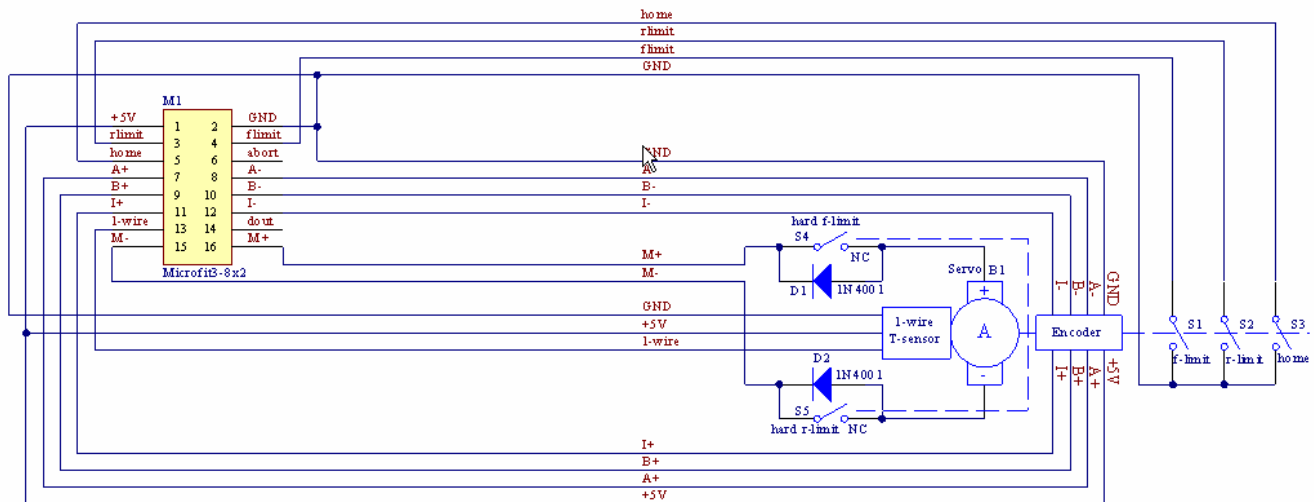 home
rlimit
flimit
GND
M1
+5V 1 2 GND
rlimit 3 4 flimit
home 5 6 abort
A+ 7 8 A-
B+ 9 10 B-
I+ 11 12 I-
1-wire 13 14 dout
M- 15 16 M+
Microfit3-8x2
GND
A-
B-
I-
hard f-limit
S4
NC
M+
M-
D1 1N4001
Servo B1
+
A
-
I- B- A- GND
GND
+5V
1-wire
1-wire
T-sensor
Encoder
I+ B+ A+ +5V
S1 S2 S3
f-limit r-limit home
D2
1N4001
S5
hard r-limit NC
I+
B+
A+
+5V